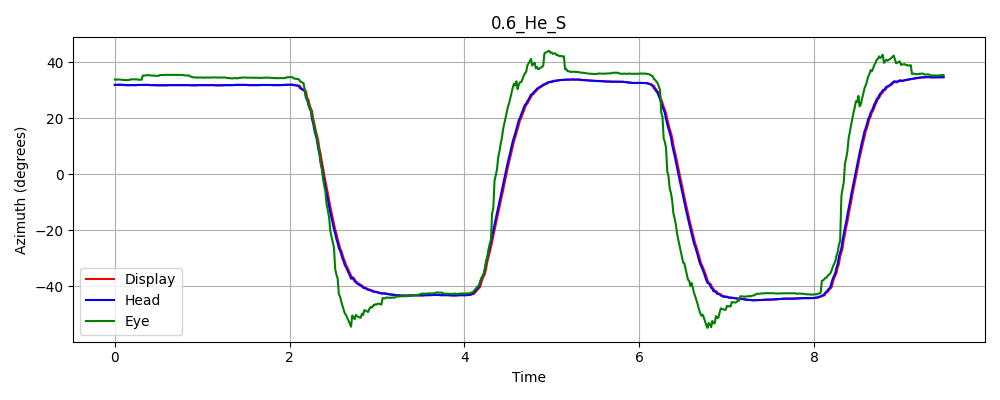 0.6_He_S
Azimuth (degrees)
40
20
0
−20
−40
Display
Head
Eye
0 2 4 6 8
Time